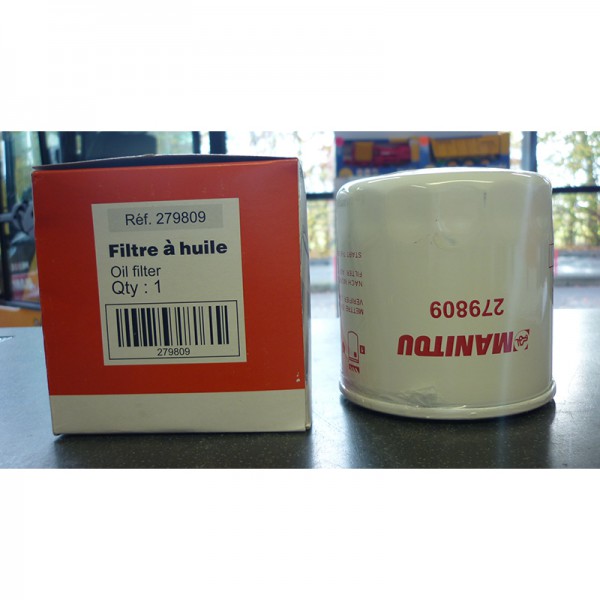 Réf. 279809
Filtre à huile
Oil filter
Qty : 1
279809
MANITOU
279809